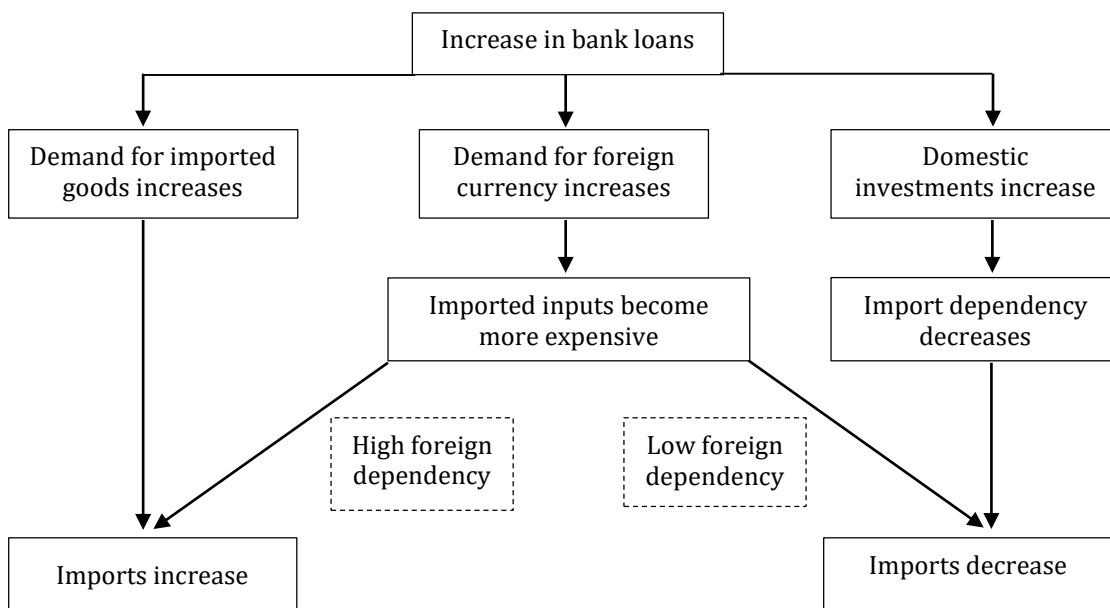 Increase in bank loans
Demand for imported
goods increases
Demand for foreign
currency increases
Domestic
investments increase
Imported inputs become
more expensive
Import dependency
decreases
High foreign
dependency
Low foreign
dependency
Imports increase
Imports decrease